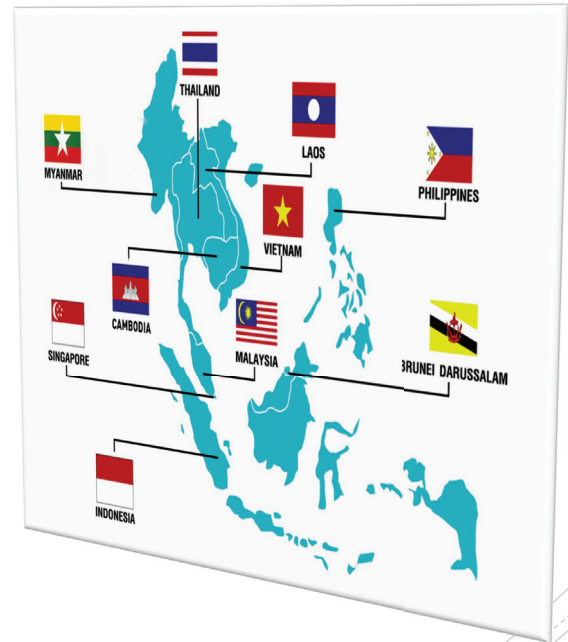 THAILAND
LAOS
MYANMAR
PHILIPPINES
VIETNAM
CAMBODIA
SINGAPORE
MALAYSIA
BRUNEI DARUSSALAM
INDONESIA